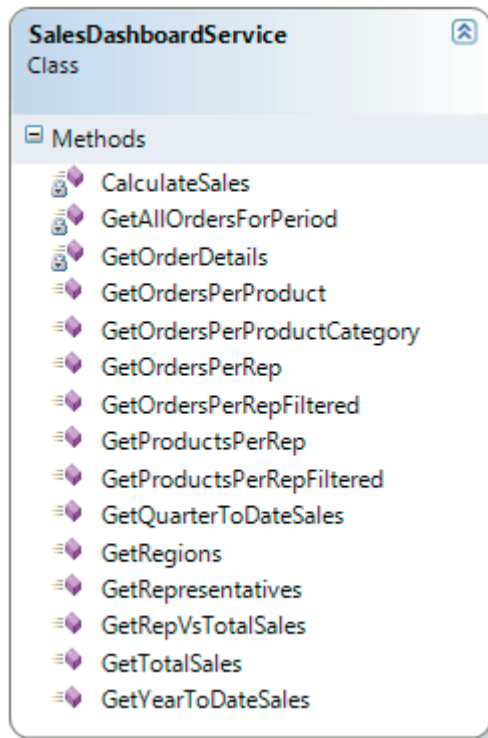 SalesDashboardService
Class
Methods
CalculateSales
GetAllOrdersForPeriod
GetOrderDetails
GetOrdersPerProduct
GetOrdersPerProductCategory
GetOrdersPerRep
GetOrdersPerRepFiltered
GetProductsPerRep
GetProductsPerRepFiltered
GetQuarterToDateSales
GetRegions
GetRepresentatives
GetRepVsTotalSales
GetTotalSales
GetYearToDateSales